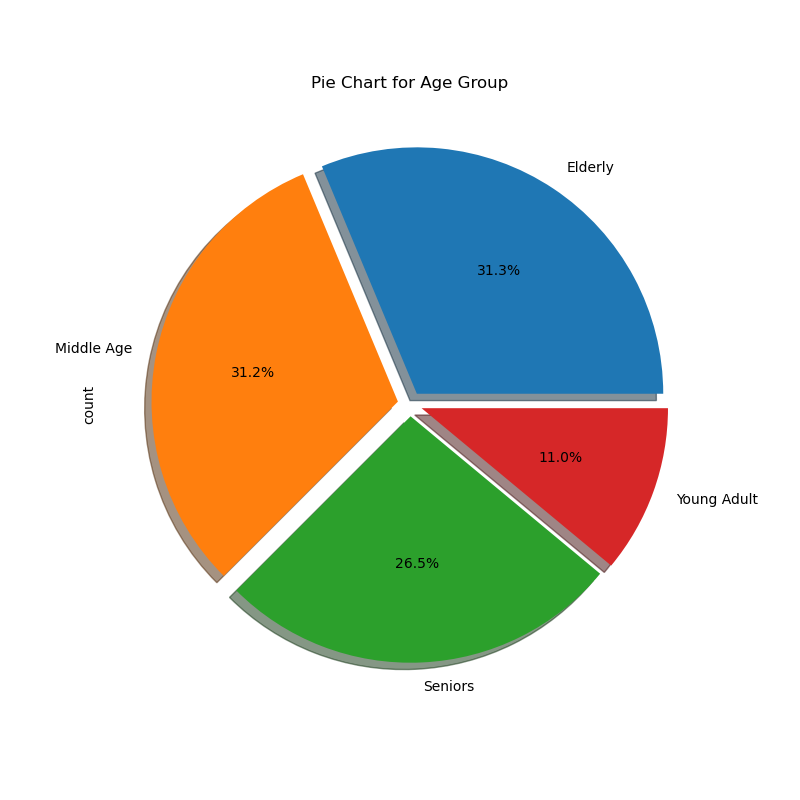 Pie Chart for Age Group
Elderly
31.3%
Middle Age
31.2%
count
11.0%
Young Adult
26.5%
Seniors